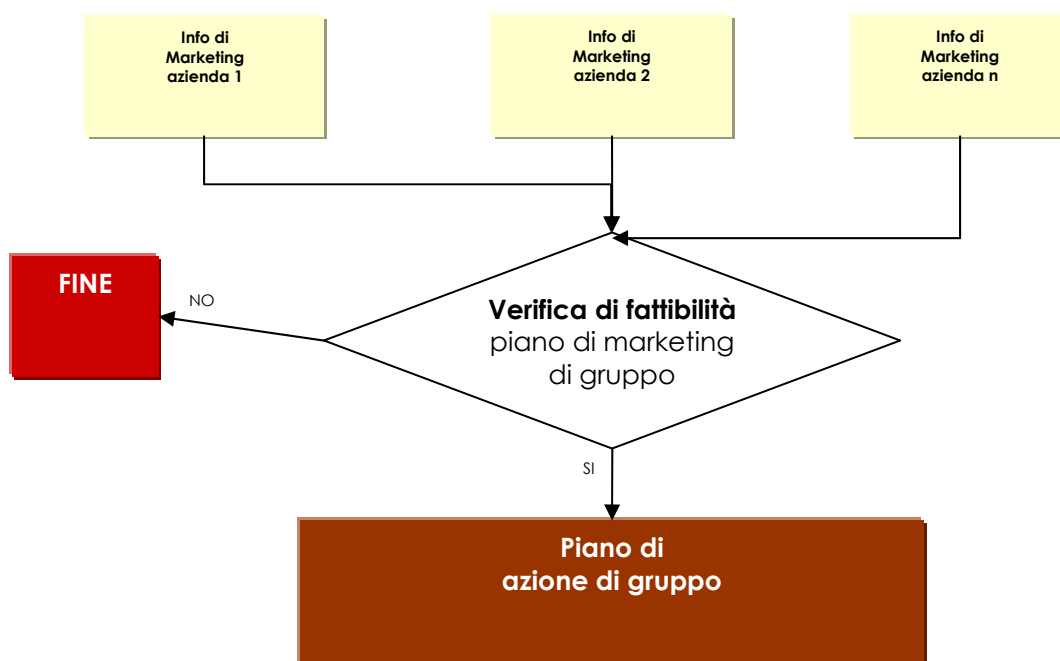 Info di
Marketing
azienda 1
Info di
Marketing
azienda 2
Info di
Marketing
azienda n
FINE
NO
Verifica di fattibilità
piano di marketing
di gruppo
SI
Piano di
azione di gruppo